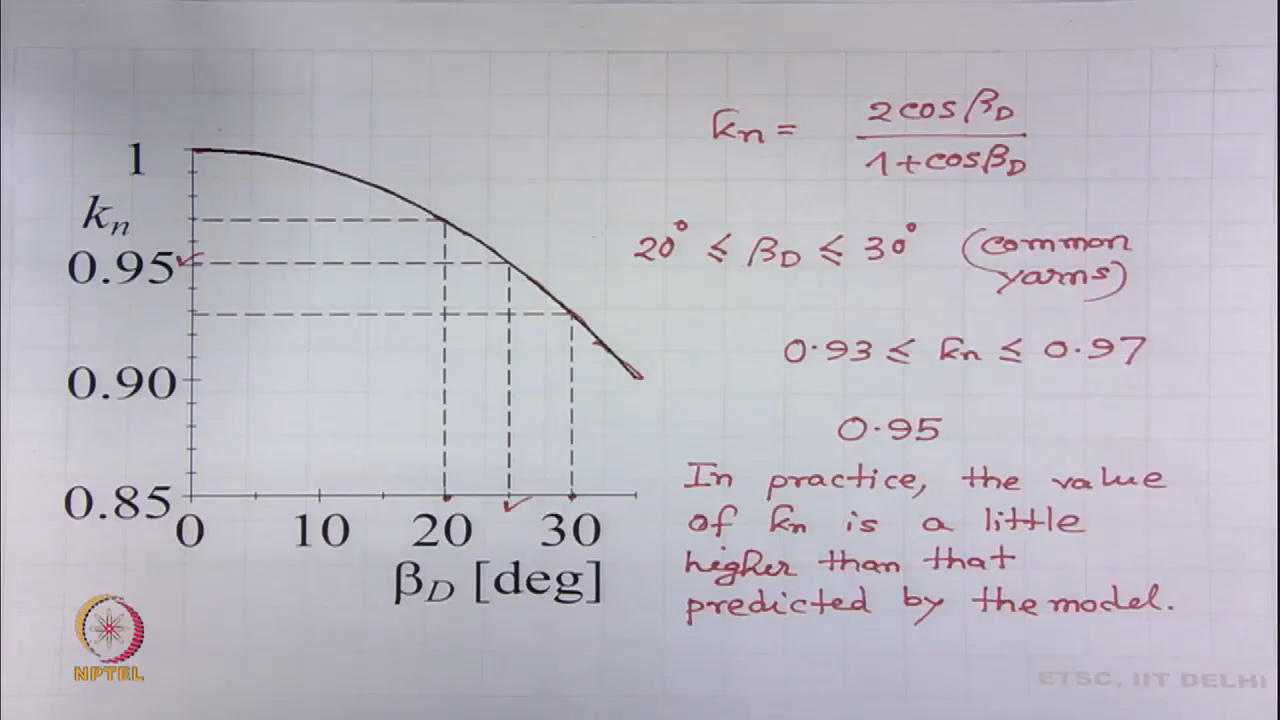 1
kn
0.95
0.90
0.85
0 10 20 30
βD [deg]
kn = 2cosβD / 1+cosβD
20° ≤ βD ≤ 30° (common
yarns)
0.93 ≤ kn ≤ 0.97
0.95
In practice, the value
of kn is a little
higher than that
predicted by the model.
NPTEL
ETSC, IIT DELHI